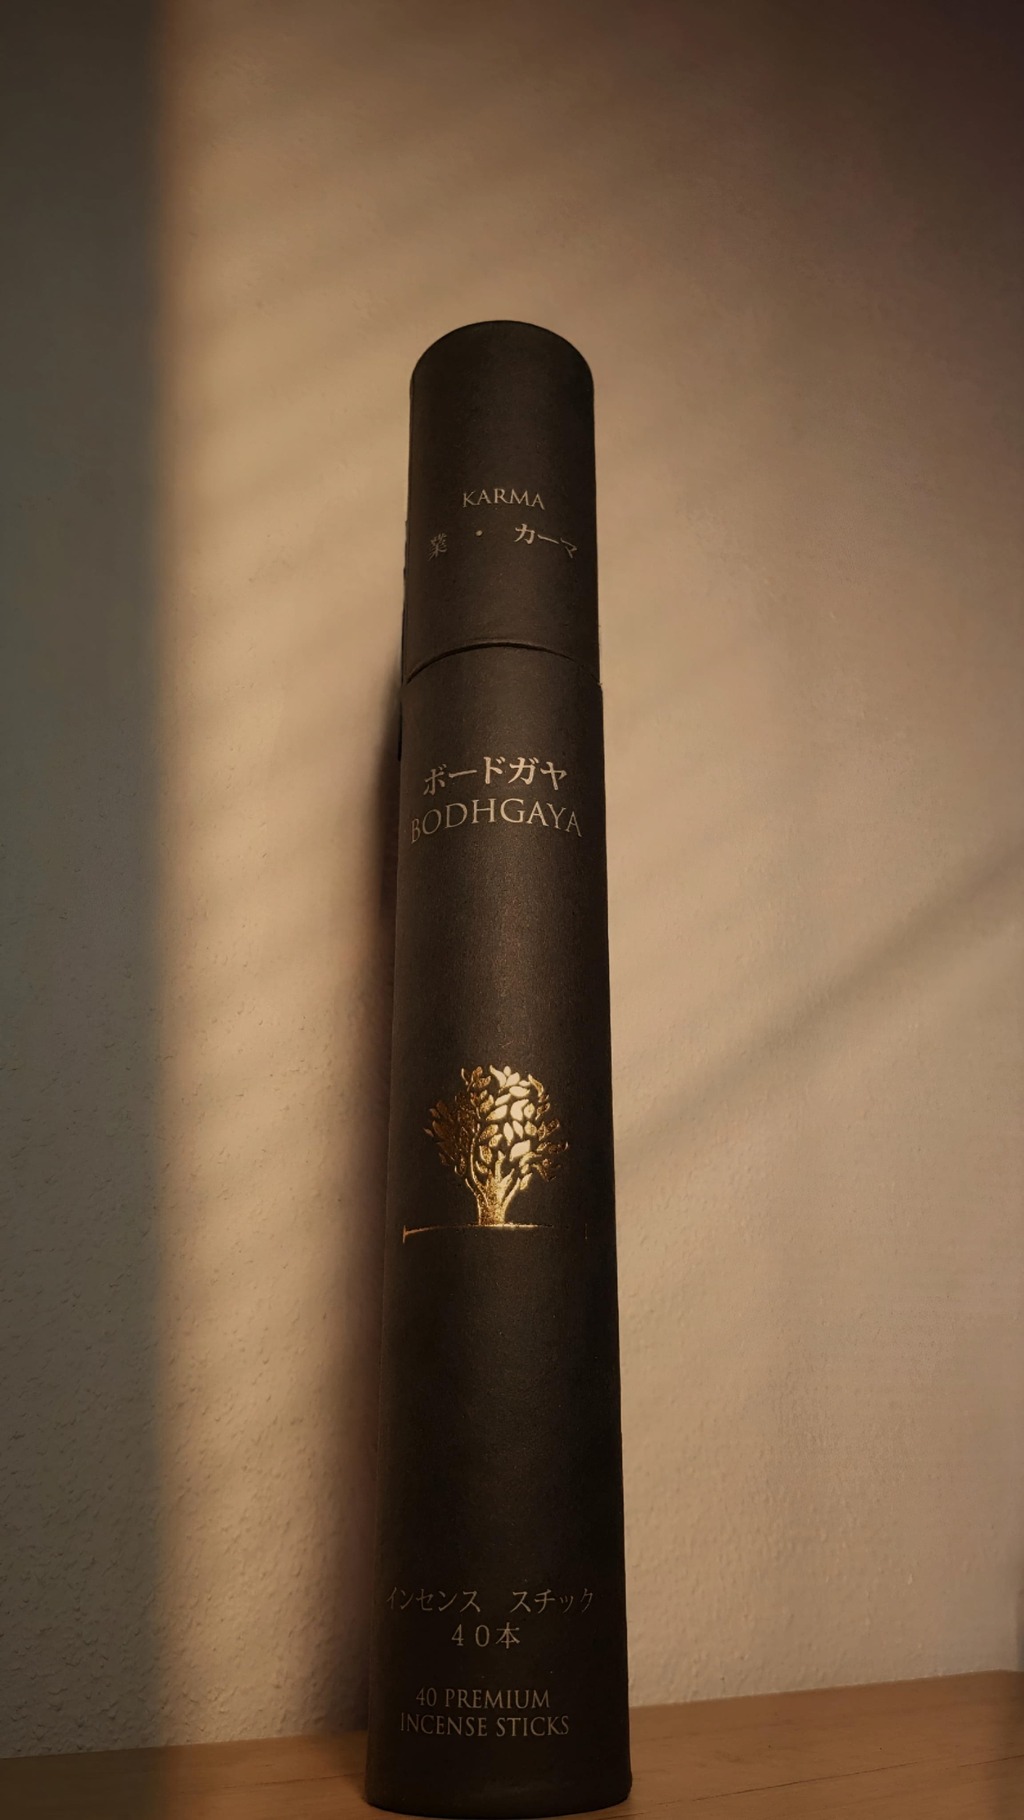 KARMA
業 ・ カーマ
ボードガヤ
BODHGAYA
インセンス スチック
40本
40 PREMIUM
INCENSE STICKS